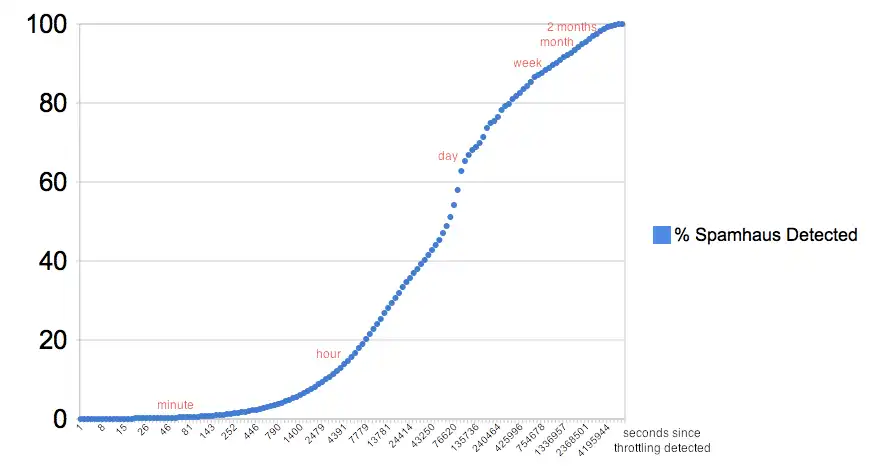 100
2 months
month
week
80
day
60
% Spamhaus Detected
40
20
hour
minute
0
1 8 15 26 46 81 143 252 446 790 1400 2479 4391 7779 13781 24414 43250 76620 135736 240464 425996 754678 1336957 2368501 4195944
seconds since
throttling detected